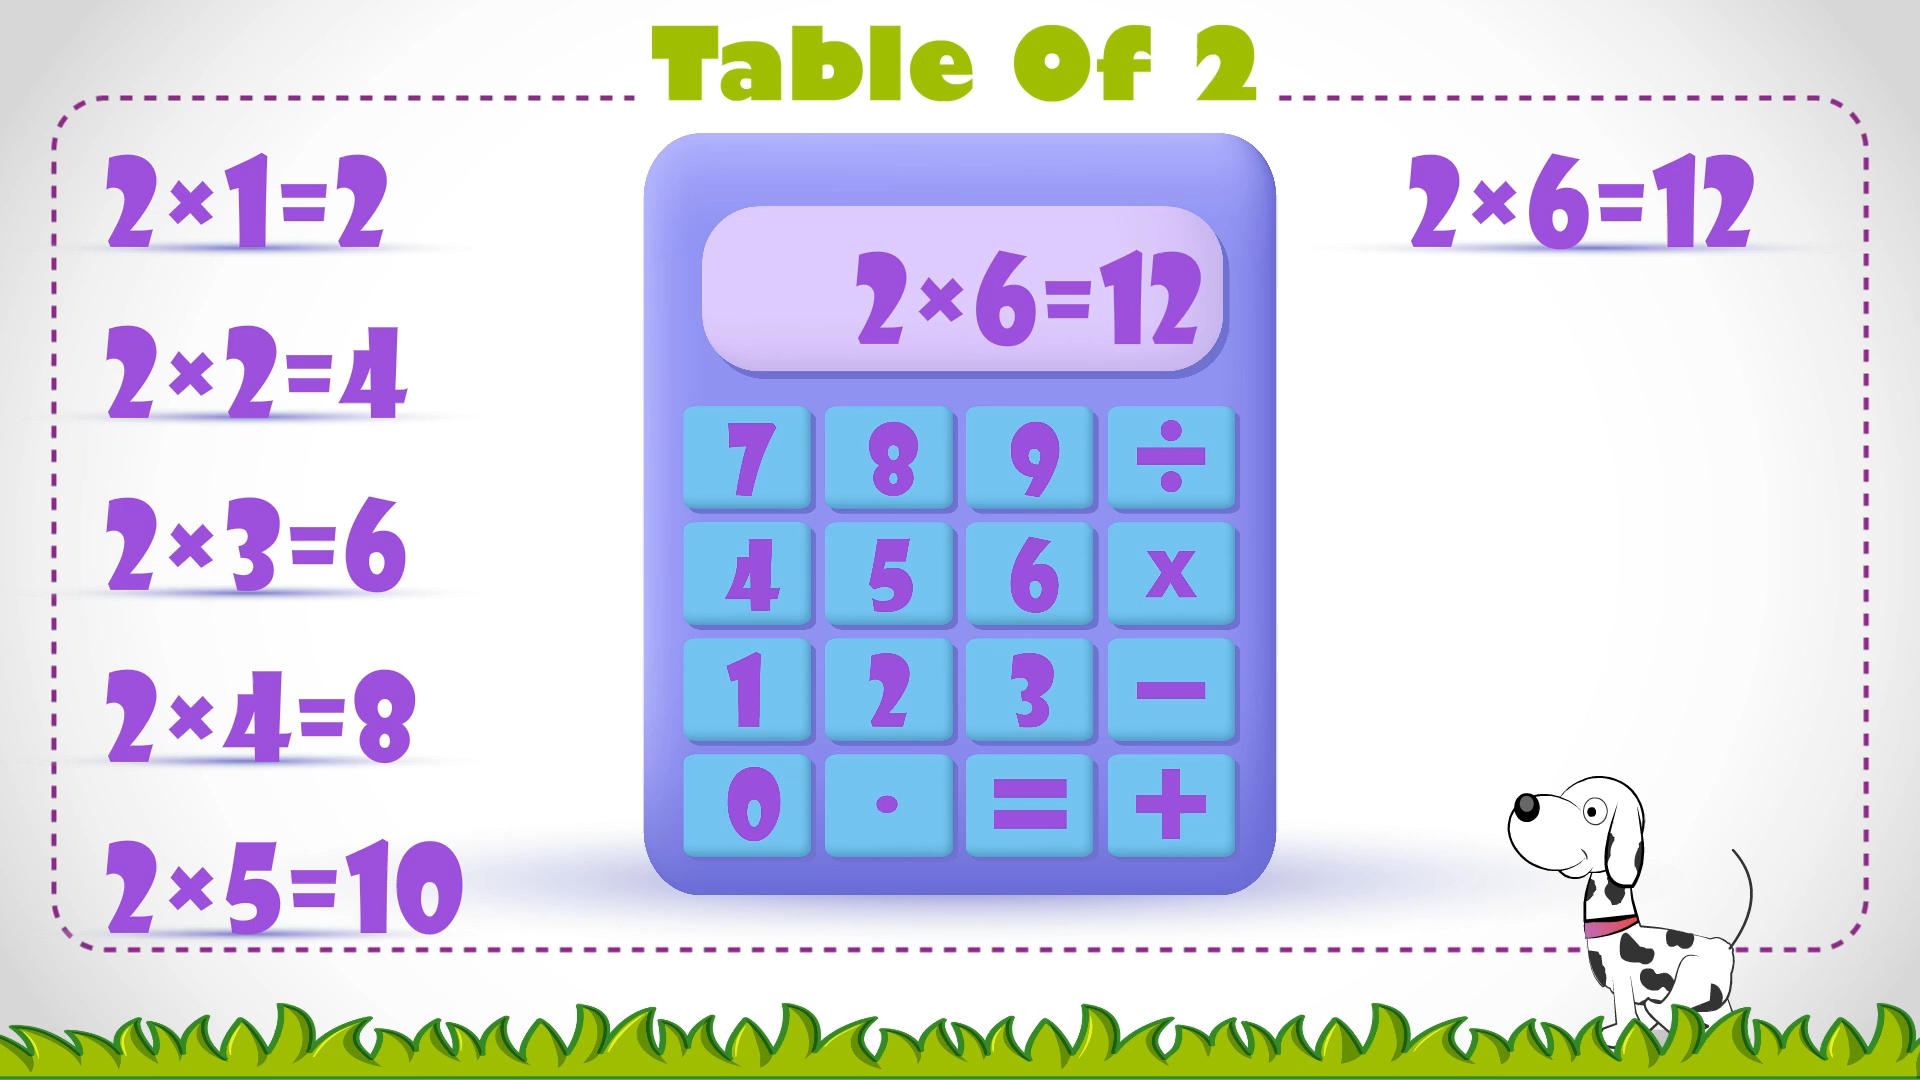 Table Of 2
2×1=2
2×2=4
2×3=6
2×4=8
2×5=10
2×6=12
7 8 9 ÷
4 5 6 x
1 2 3 −
0 · = +
2×6=12